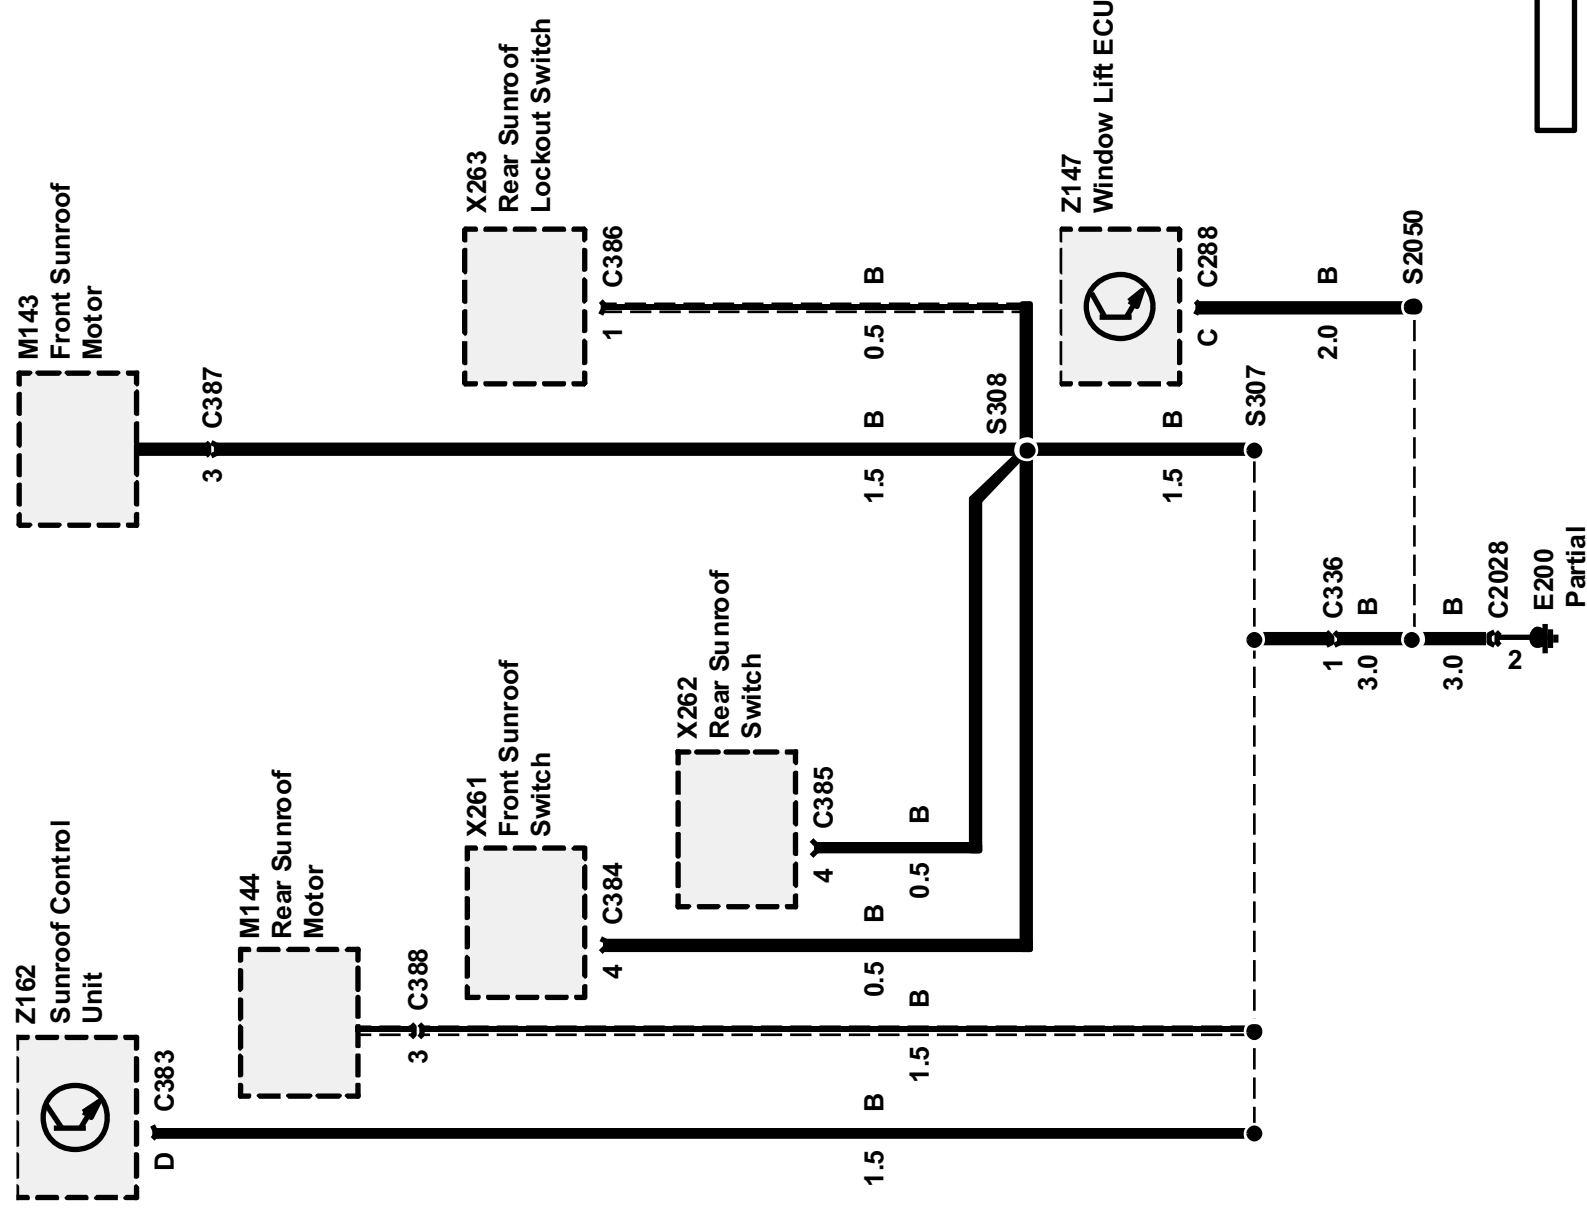 M143
Front Sunroof
Motor
3
C387
1.5
B
X263
Rear Sunroof
Lockout Switch
1
C386
0.5
B
S308
Z147
Window Lift ECU
C
C288
2.0
B
S2050
1.5
B
S307
Z162
Sunroof Control
Unit
D
C383
1.5
B
M144
Rear Sunroof
Motor
3
C388
1.5
B
X261
Front Sunroof
Switch
4
C384
0.5
B
X262
Rear Sunroof
Switch
4
C385
0.5
B
1
C336
3.0
B
3.0
B
2
C2028
E200
Partial